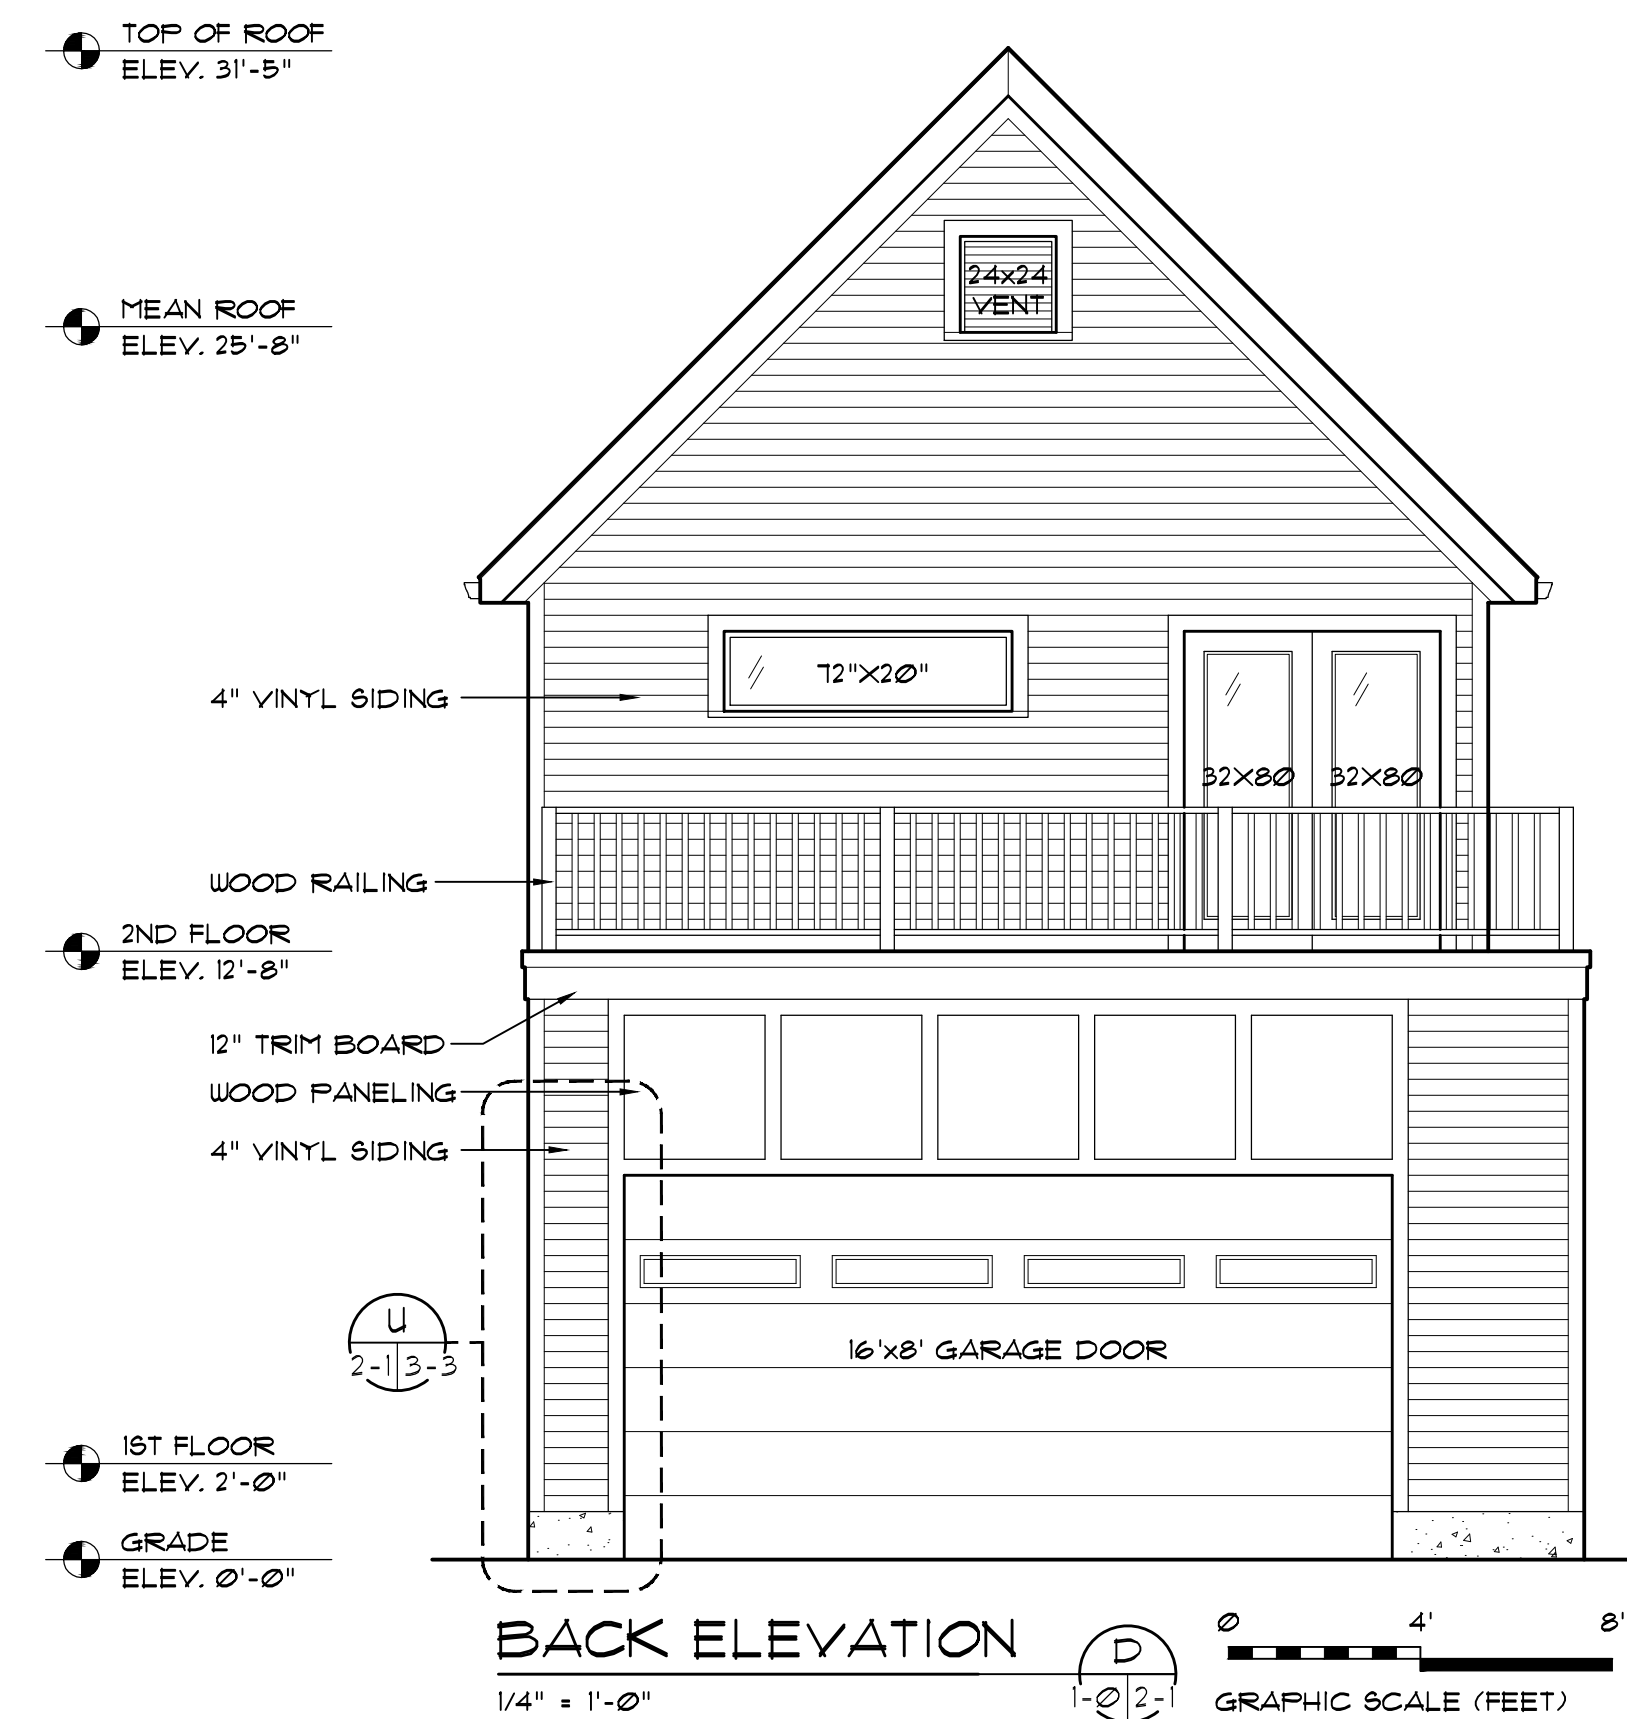 TOP OF ROOF
ELEV. 31'-5"
24x24
VENT
MEAN ROOF
ELEV. 25'-8"
72"X20"
4" VINYL SIDING
32X80 32X80
WOOD RAILING
2ND FLOOR
ELEV. 12'-8"
12" TRIM BOARD
WOOD PANELING
4" VINYL SIDING
U
2-1 3-3
16'x8' GARAGE DOOR
1ST FLOOR
ELEV. 2'-0"
GRADE
ELEV. 0'-0"
BACK ELEVATION
1/4" = 1'-0"
D
1-0 2-1
0 4' 8'
GRAPHIC SCALE (FEET)